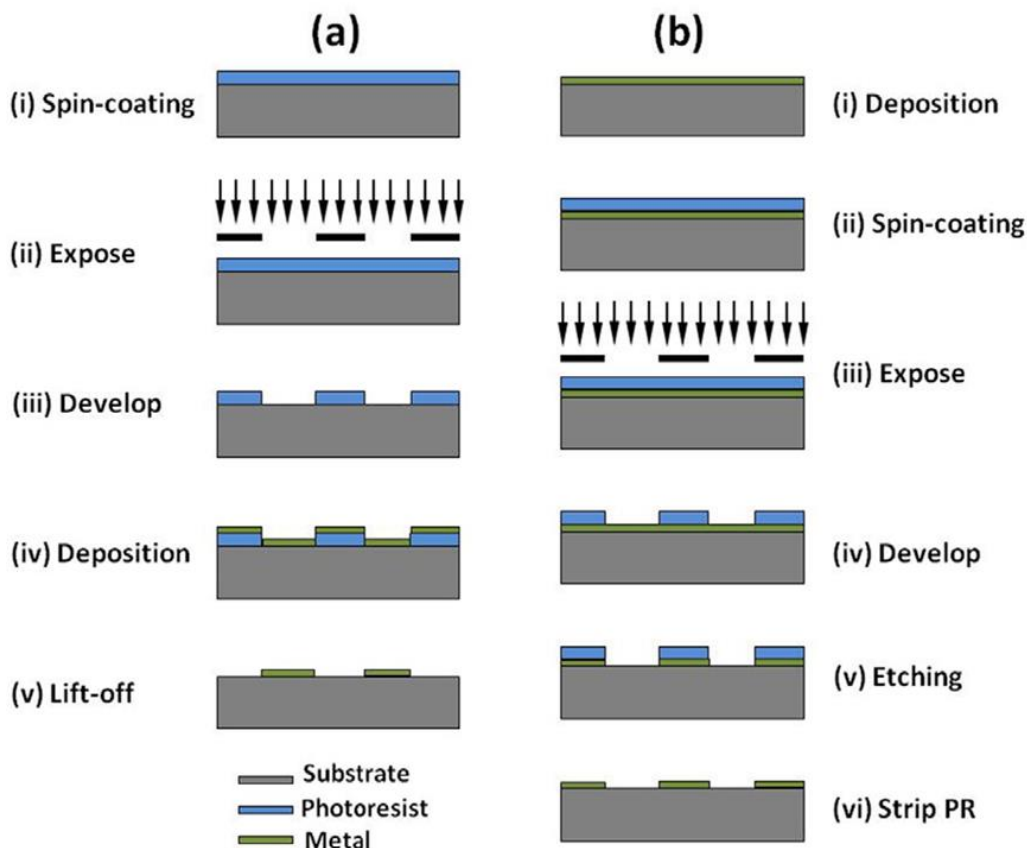 (a)
(i) Spin-coating
(ii) Expose
(iii) Develop
(iv) Deposition
(v) Lift-off
Substrate
Photoresist
Metal
(b)
(i) Deposition
(ii) Spin-coating
(iii) Expose
(iv) Develop
(v) Etching
(vi) Strip PR